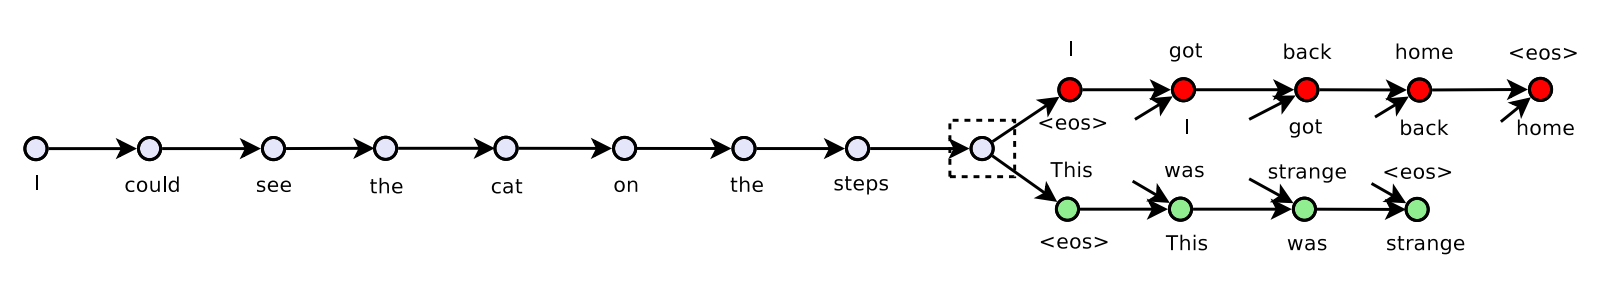 I got back home <eos>
<eos> I got back home
I could see the cat on the steps
This was strange <eos>
<eos> This was strange